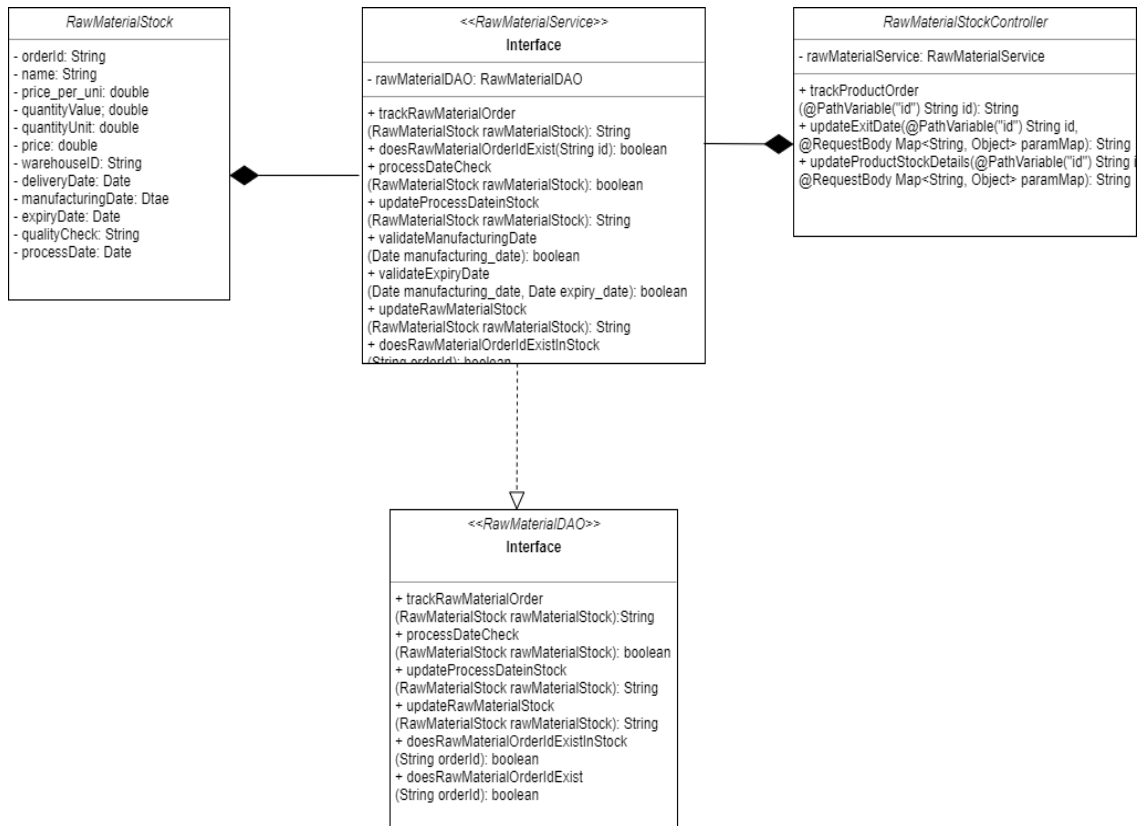 RawMaterialStock
- orderId: String
- name: String
- price_per_uni: double
- quantityValue; double
- quantityUnit: double
- price: double
- warehouseID: String
- deliveryDate: Date
- manufacturingDate: Dtae
- expiryDate: Date
- qualityCheck: String
- processDate: Date
<<RawMaterialService>>
Interface
- rawMaterialDAO: RawMaterialDAO
+ trackRawMaterialOrder
(RawMaterialStock rawMaterialStock): String
+ doesRawMaterialOrderIdExist(String id): boolean
+ processDateCheck
(RawMaterialStock rawMaterialStock): boolean
+ updateProcessDateinStock
(RawMaterialStock rawMaterialStock): String
+ validateManufacturingDate
(Date manufacturing_date): boolean
+ validateExpiryDate
(Date manufacturing_date, Date expiry_date): boolean
+ updateRawMaterialStock
(RawMaterialStock rawMaterialStock): String
+ doesRawMaterialOrderIdExistInStock
(String orderId): boolean
RawMaterialStockController
- rawMaterialService: RawMaterialService
+ trackProductOrder
(@PathVariable("id") String id): String
+ updateExitDate(@PathVariable("id") String id,
@RequestBody Map<String, Object> paramMap): String
+ updateProductStockDetails(@PathVariable("id") String i
@RequestBody Map<String, Object> paramMap): String
<<RawMaterialDAO>>
Interface
+ trackRawMaterialOrder
(RawMaterialStock rawMaterialStock):String
+ processDateCheck
(RawMaterialStock rawMaterialStock): boolean
+ updateProcessDateinStock
(RawMaterialStock rawMaterialStock): String
+ updateRawMaterialStock
(RawMaterialStock rawMaterialStock): String
+ doesRawMaterialOrderIdExistInStock
(String orderId): boolean
+ doesRawMaterialOrderIdExist
(String orderId): boolean